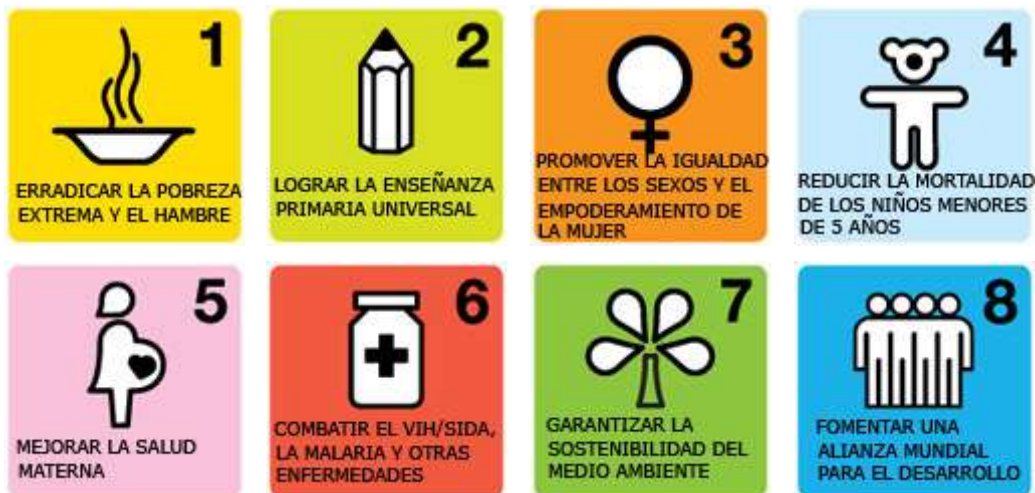 1
ERRADICAR LA POBREZA
EXTREMA Y EL HAMBRE
2
LOGRAR LA ENSEÑANZA
PRIMARIA UNIVERSAL
3
PROMOVER LA IGUALDAD
ENTRE LOS SEXOS Y EL
EMPODERAMIENTO DE
LA MUJER
4
REDUCIR LA MORTALIDAD
DE LOS NIÑOS MENORES
DE 5 AÑOS
5
MEJORAR LA SALUD
MATERNA
6
COMBATIR EL VIH/SIDA,
LA MALARIA Y OTRAS
ENFERMEDADES
7
GARANTIZAR LA
SOSTENIBILIDAD DEL
MEDIO AMBIENTE
8
FOMENTAR UNA
ALIANZA MUNDIAL
PARA EL DESARROLLO